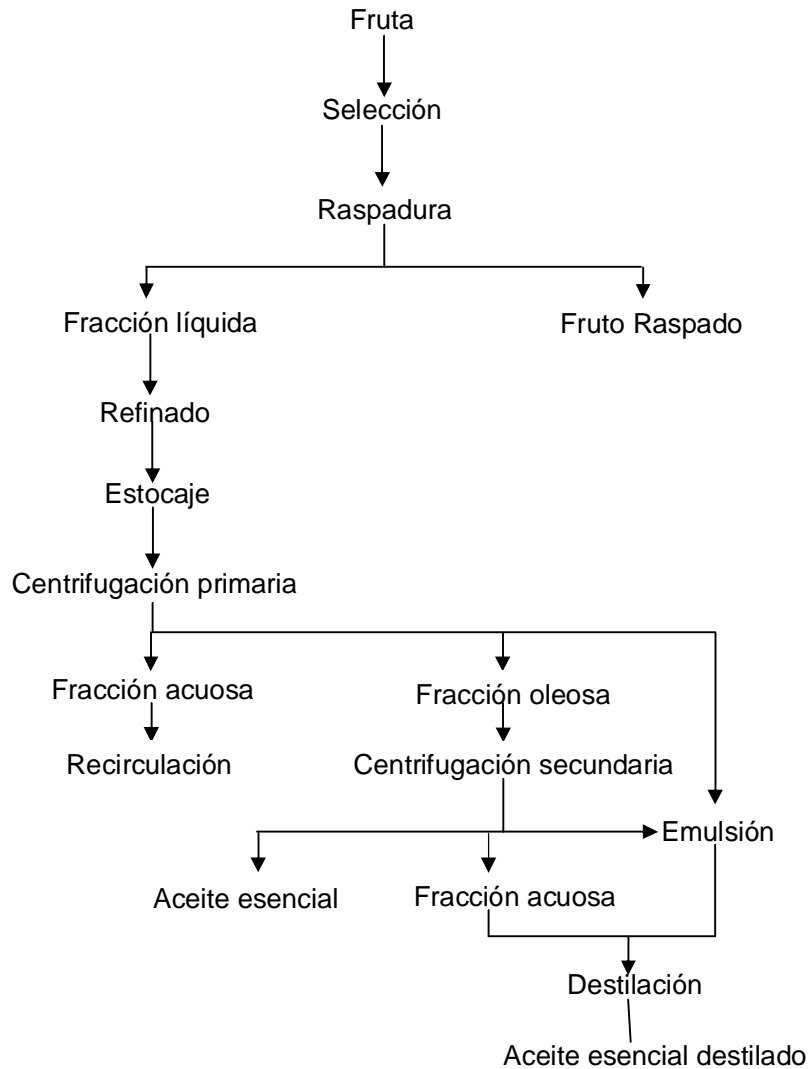 Fruta
Selección
Raspadura
Fracción líquida
Fruto Raspado
Refinado
Estocaje
Centrifugación primaria
Fracción acuosa
Fracción oleosa
Recirculación
Centrifugación secundaria
Emulsión
Aceite esencial
Fracción acuosa
Destilación
Aceite esencial destilado